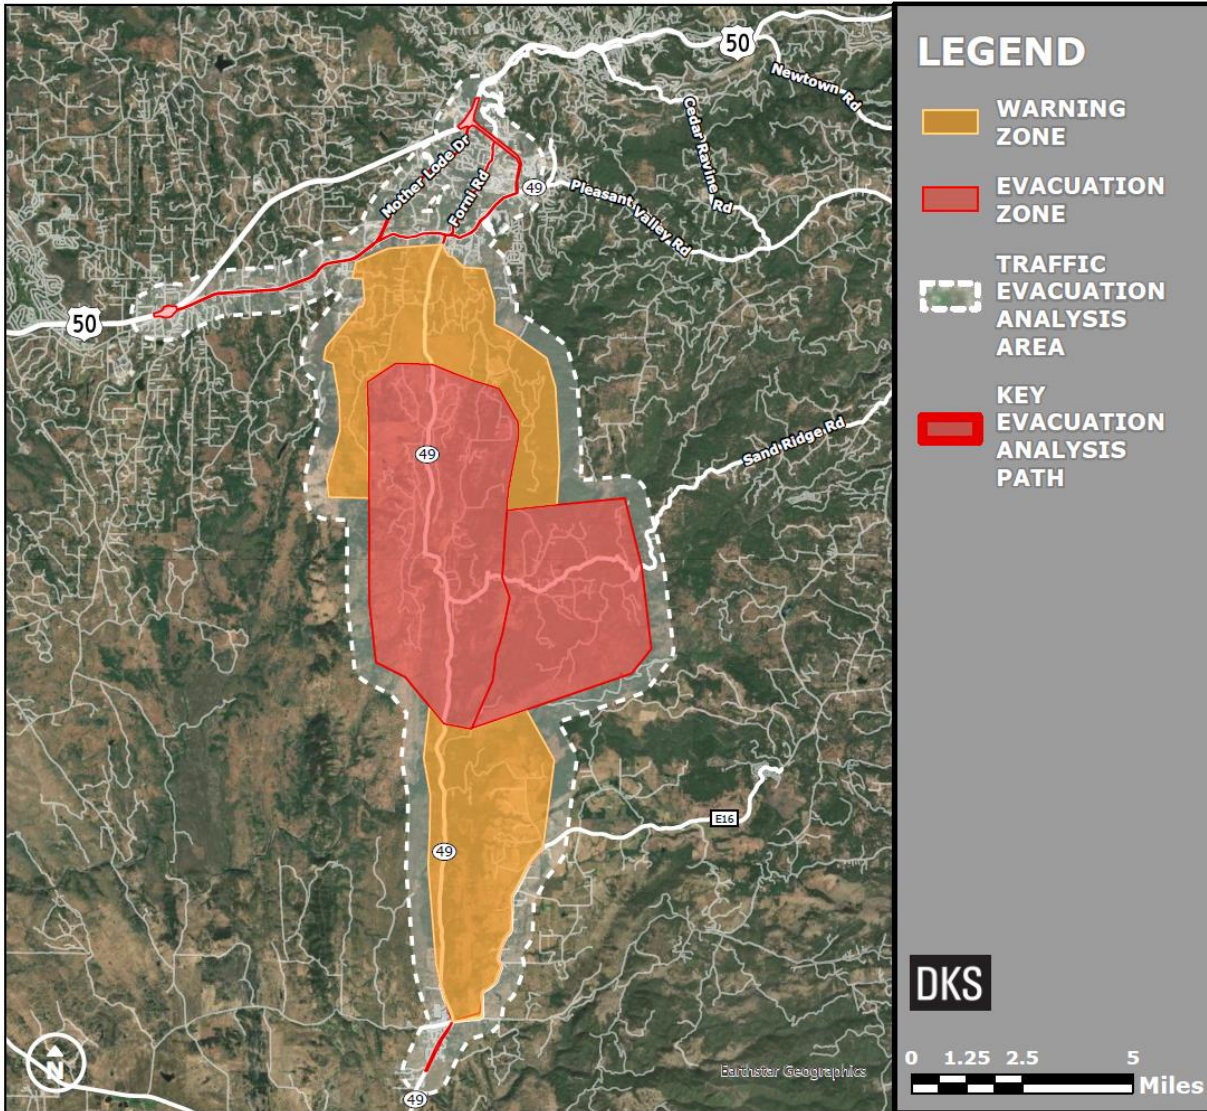 50
Newtown Rd
Cedar Ravine Rd
Mother Lode Dr
Forni Rd
49
Pleasant Valley Rd
50
49
Sand Ridge Rd
E16
49
49
N
Earthstar Geographics
LEGEND
WARNING
ZONE
EVACUATION
ZONE
TRAFFIC
EVACUATION
ANALYSIS
AREA
KEY
EVACUATION
ANALYSIS
PATH
DKS
0 1.25 2.5 5
Miles